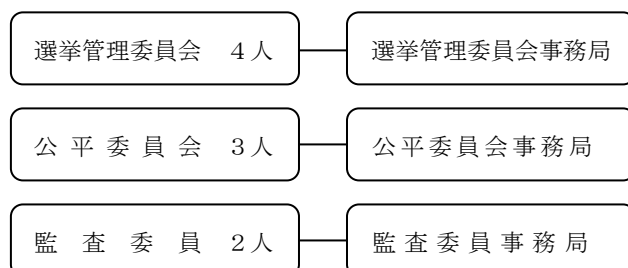 選挙管理委員会 4人 選挙管理委員会事務局
公平委員会 3人 公平委員会事務局
監査委員 2人 監査委員事務局